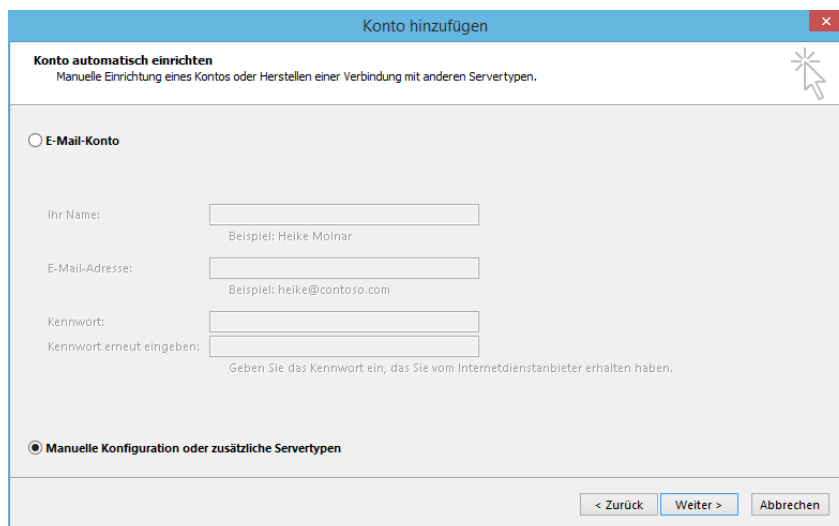 Konto hinzufügen
Konto automatisch einrichten
Manuelle Einrichtung eines Kontos oder Herstellen einer Verbindung mit anderen Servertypen.
E-Mail-Konto
Ihr Name:
Beispiel: Heike Molnar
E-Mail-Adresse:
Beispiel: heike@contoso.com
Kennwort:
Kennwort erneut eingeben:
Geben Sie das Kennwort ein, das Sie vom Internetdienstanbieter erhalten haben.
Manuelle Konfiguration oder zusätzliche Servertypen
< Zurück Weiter > Abbrechen